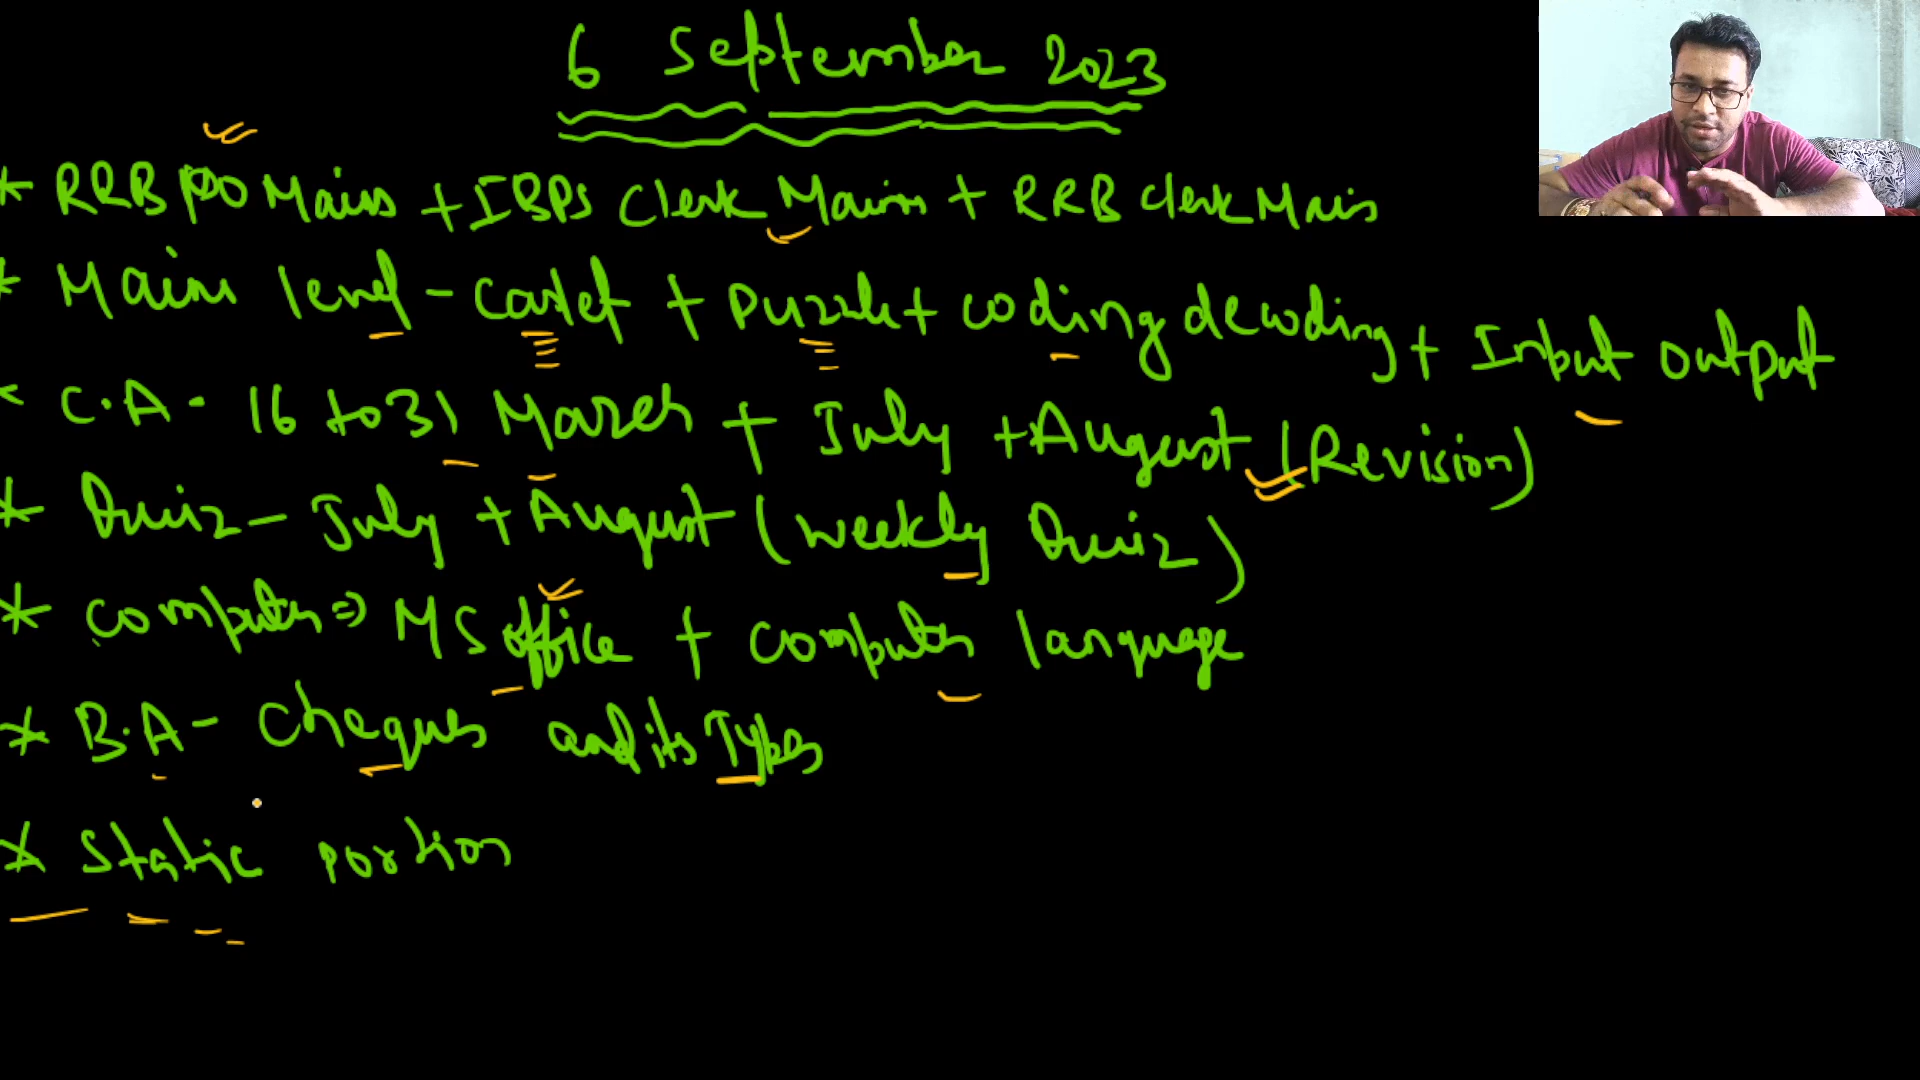 6 September 2023
* RRB PO Mains + IBPS Clerk Mains + RRB Clerk Mains
* Mains level - Carlet + Puzzle + coding decoding + Input output
* C.A - 16 to 31 March + July + August (Revision)
* Quiz - July + August (weekly Quiz)
* Computer => MS office + Computer language
* B.A - Cheques and its Types
* Static portion